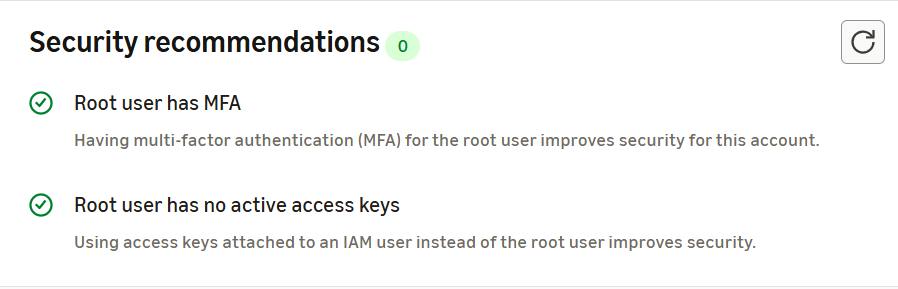 Security recommendations 0
Root user has MFA
Having multi-factor authentication (MFA) for the root user improves security for this account.
Root user has no active access keys
Using access keys attached to an IAM user instead of the root user improves security.